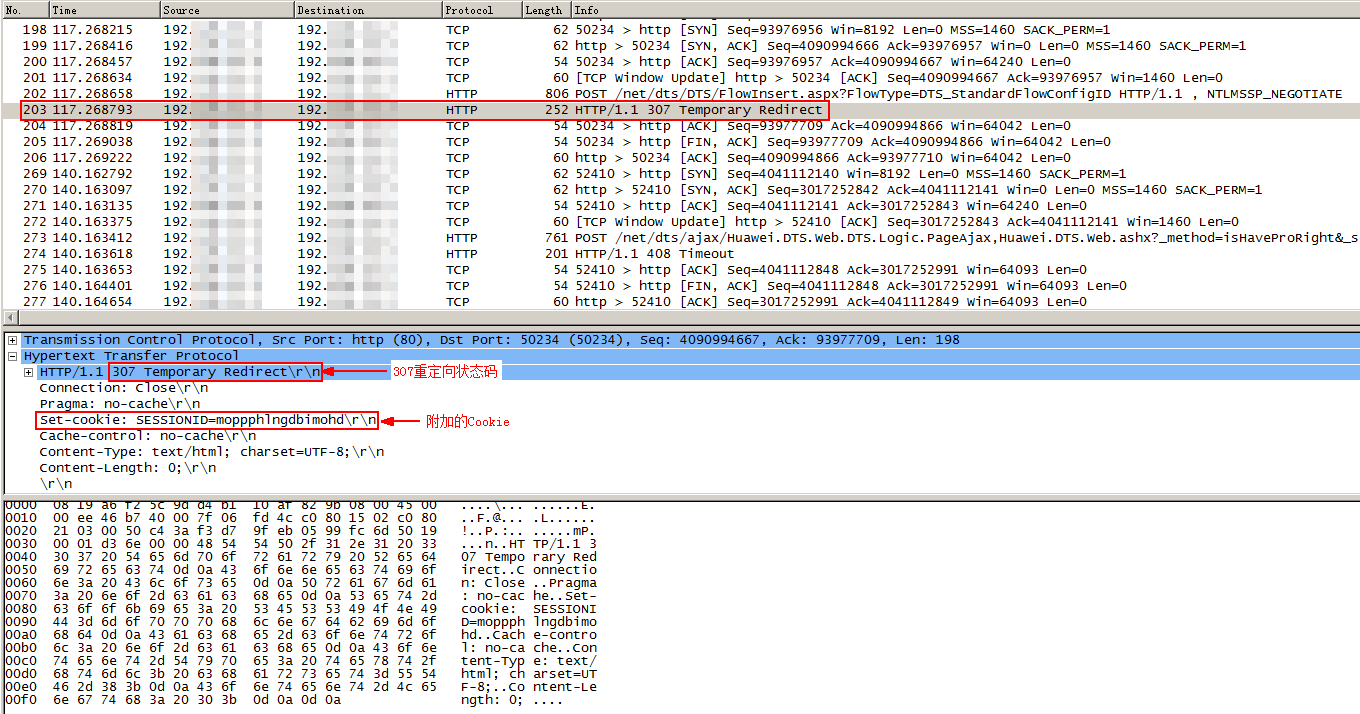 No. Time Source Destination Protocol Length Info
198 117.268215 192. 192. TCP 62 50234 > http [SYN] Seq=93976956 Win=8192 Len=0 MSS=1460 SACK_PERM=1
199 117.268416 192. 192. TCP 62 http > 50234 [SYN, ACK] Seq=4090994666 Ack=93976957 Win=0 Len=0 MSS=1460 SACK_PERM=1
200 117.268457 192. 192. TCP 54 50234 > http [ACK] Seq=93976957 Ack=4090994667 Win=64240 Len=0
201 117.268634 192. 192. TCP 60 [TCP Window Update] http > 50234 [ACK] Seq=4090994667 Ack=93976957 Win=1460 Len=0
202 117.268658 192. 192. HTTP 806 POST /net/dts/DTS/FlowInsert.aspx?FlowType=DTS_StandardFlowConfigID HTTP/1.1 , NTLMSSP_NEGOTIATE
203 117.268793 192. 192. HTTP 252 HTTP/1.1 307 Temporary Redirect
204 117.268819 192. 192. TCP 54 50234 > http [ACK] Seq=93977709 Ack=4090994866 Win=64042 Len=0
205 117.269038 192. 192. TCP 54 50234 > http [FIN, ACK] Seq=93977709 Ack=4090994866 Win=64042 Len=0
206 117.269222 192. 192. TCP 60 http > 50234 [ACK] Seq=4090994866 Ack=93977710 Win=64042 Len=0
269 140.162792 192. 192. TCP 62 52410 > http [SYN] Seq=4041112140 Win=8192 Len=0 MSS=1460 SACK_PERM=1
270 140.163097 192. 192. TCP 62 http > 52410 [SYN, ACK] Seq=3017252842 Ack=4041112141 Win=0 Len=0 MSS=1460 SACK_PERM=1
271 140.163135 192. 192. TCP 54 52410 > http [ACK] Seq=4041112141 Ack=3017252843 Win=64240 Len=0
272 140.163375 192. 192. TCP 60 [TCP Window Update] http > 52410 [ACK] Seq=3017252843 Ack=4041112141 Win=1460 Len=0
273 140.163412 192. 192. HTTP 761 POST /net/dts/ajax/Huawei.DTS.Web.DTS.Logic.PageAjax,Huawei.DTS.Web.ashx?_method=isHaveProRight&_s
274 140.163618 192. 192. HTTP 201 HTTP/1.1 408 Timeout
275 140.163653 192. 192. TCP 54 52410 > http [ACK] Seq=4041112848 Ack=3017252991 Win=64093 Len=0
276 140.164401 192. 192. TCP 54 52410 > http [FIN, ACK] Seq=4041112848 Ack=3017252991 Win=64093 Len=0
277 140.164654 192. 192. TCP 60 http > 52410 [ACK] Seq=3017252991 Ack=4041112849 Win=64093 Len=0
Transmission Control Protocol, Src Port: http (80), Dst Port: 50234 (50234), Seq: 4090994667, Ack: 93977709, Len: 198
Hypertext Transfer Protocol
HTTP/1.1 307 Temporary Redirect\r\n 307重定向状态码
Connection: Close\r\n
Pragma: no-cache\r\n
Set-cookie: SESSIONID=moppphlngdbimohd\r\n 附加的Cookie
Cache-control: no-cache\r\n
Content-Type: text/html; charset=UTF-8;\r\n
Content-Length: 0;\r\n
\r\n
0000 08 19 a6 f2 5c 9d d4 b1 10 af 82 9b 08 00 45 00 ....\... ......E.
0010 00 ee 46 b7 40 00 7f 06 fd 4c c0 80 15 02 c0 80 ..F.@... .L......
0020 21 03 00 50 c4 3a f3 d7 9f eb 05 99 fc 6d 50 19 !..P.:.. .....mP.
0030 00 01 d3 6e 00 00 48 54 54 50 2f 31 2e 31 20 33 ...n..HT TP/1.1 3
0040 30 37 20 54 65 6d 70 6f 72 61 72 79 20 52 65 64 07 Tempo rary Red
0050 69 72 65 63 74 0d 0a 43 6f 6e 6e 65 63 74 69 6f irect..C onnectio
0060 6e 3a 20 43 6c 6f 73 65 0d 0a 50 72 61 67 6d 61 n: Close ..Pragma
0070 3a 20 6e 6f 2d 63 61 63 68 65 0d 0a 53 65 74 2d : no-cac he..Set-
0080 63 6f 6f 6b 69 65 3a 20 53 45 53 53 49 4f 4e 49 cookie: SESSIONI
0090 44 3d 6d 6f 70 70 70 68 6c 6e 67 64 62 69 6d 6f D=moppph lngdbimo
00a0 68 64 0d 0a 43 61 63 68 65 2d 63 6f 6e 74 72 6f hd..Cach e-contro
00b0 6c 3a 20 6e 6f 2d 63 61 63 68 65 0d 0a 43 6f 6e l: no-ca che..Con
00c0 74 65 6e 74 2d 54 79 70 65 3a 20 74 65 78 74 2f tent-Typ e: text/
00d0 68 74 6d 6c 3b 20 63 68 61 72 73 65 74 3d 55 54 html; ch arset=UT
00e0 46 2d 38 3b 0d 0a 43 6f 6e 74 65 6e 74 2d 4c 65 F-8;..Co ntent-Le
00f0 6e 67 74 68 3a 20 30 3b 0d 0a 0d 0a ngth: 0; ....